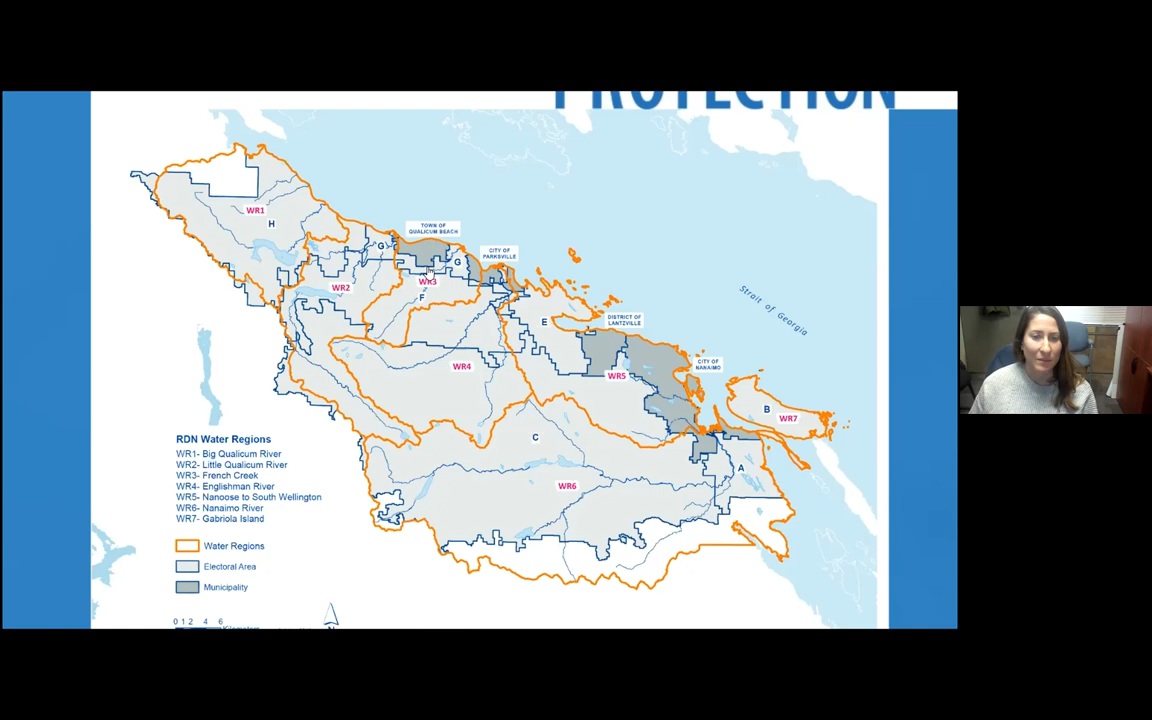 PROTECTION
WR1
H
TOWN OF
QUALICUM BEACH
G
G
CITY OF
PARKSVILLE
WR2
WR3
F
E
DISTRICT OF
LANTZVILLE
Strait of Georgia
WR4
WR5
CITY OF
NANAIMO
B
WR7
C
A
WR6
RDN Water Regions
WR1- Big Qualicum River
WR2- Little Qualicum River
WR3- French Creek
WR4- Englishman River
WR5- Nanoose to South Wellington
WR6- Nanaimo River
WR7- Gabriola Island
Water Regions
Electoral Area
Municipality
0 1 2 4 6
Kilometers
N